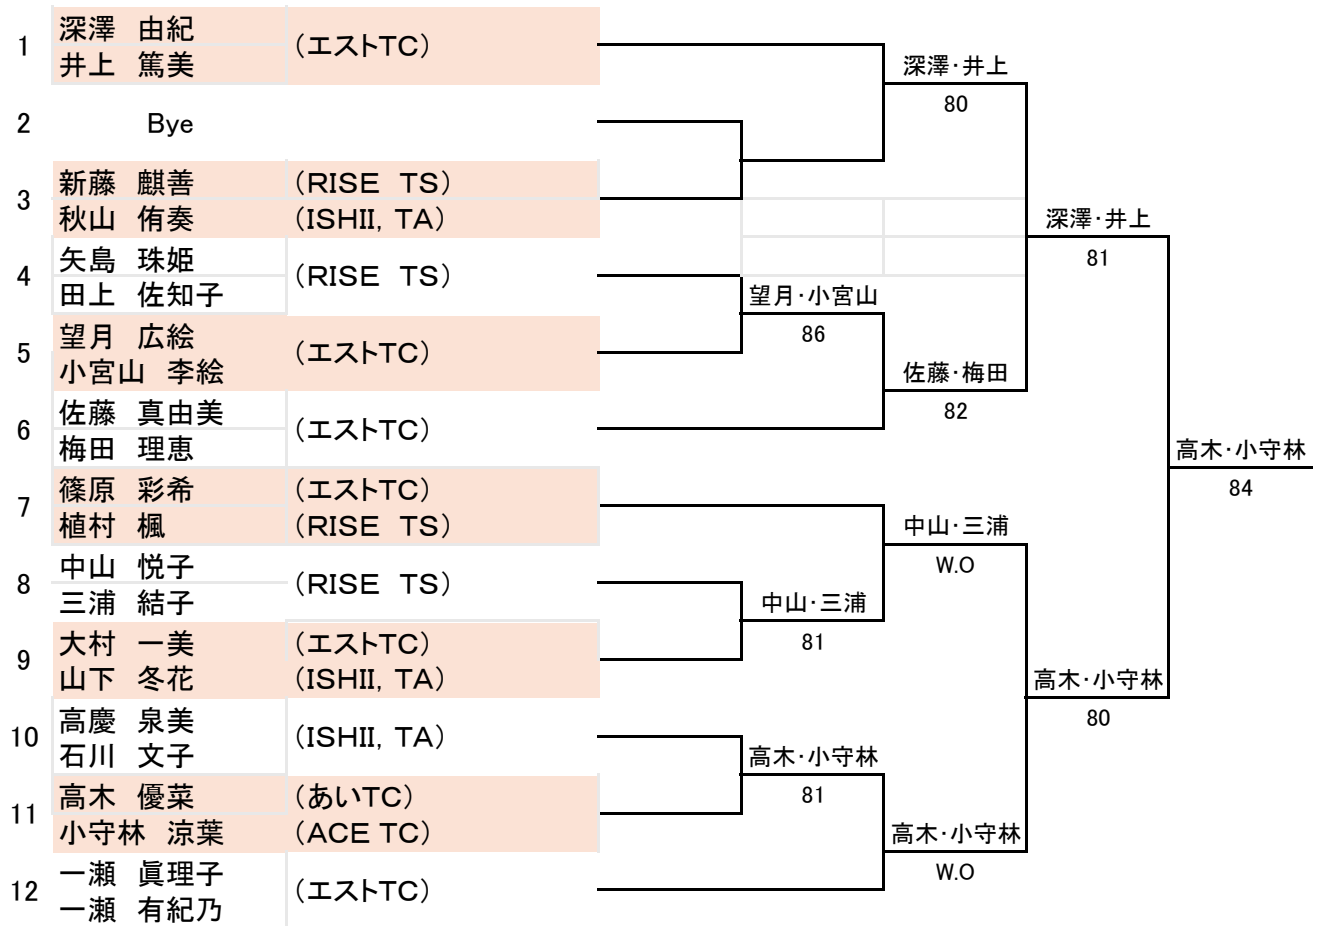 1
深澤 由紀
井上 篤美
（エストTC）
2
Bye
3
新藤 麒善
（RISE TS）
秋山 侑奏
（ISHII, TA）
4
矢島 珠姫
田上 佐知子
（RISE TS）
5
望月 広絵
小宮山 李絵
（エストTC）
6
佐藤 真由美
梅田 理恵
（エストTC）
7
篠原 彩希
（エストTC）
植村 楓
（RISE TS）
8
中山 悦子
三浦 結子
（RISE TS）
9
大村 一美
（エストTC）
山下 冬花
（ISHII, TA）
10
高慶 泉美
石川 文子
（ISHII, TA）
11
高木 優菜
（あいTC）
小守林 涼葉
（ACE TC）
12
一瀬 眞理子
一瀬 有紀乃
（エストTC）
望月・小宮山
86
中山・三浦
81
高木・小守林
81
深澤・井上
80
佐藤・梅田
82
中山・三浦
W.O
高木・小守林
W.O
深澤・井上
81
高木・小守林
80
高木・小守林
84